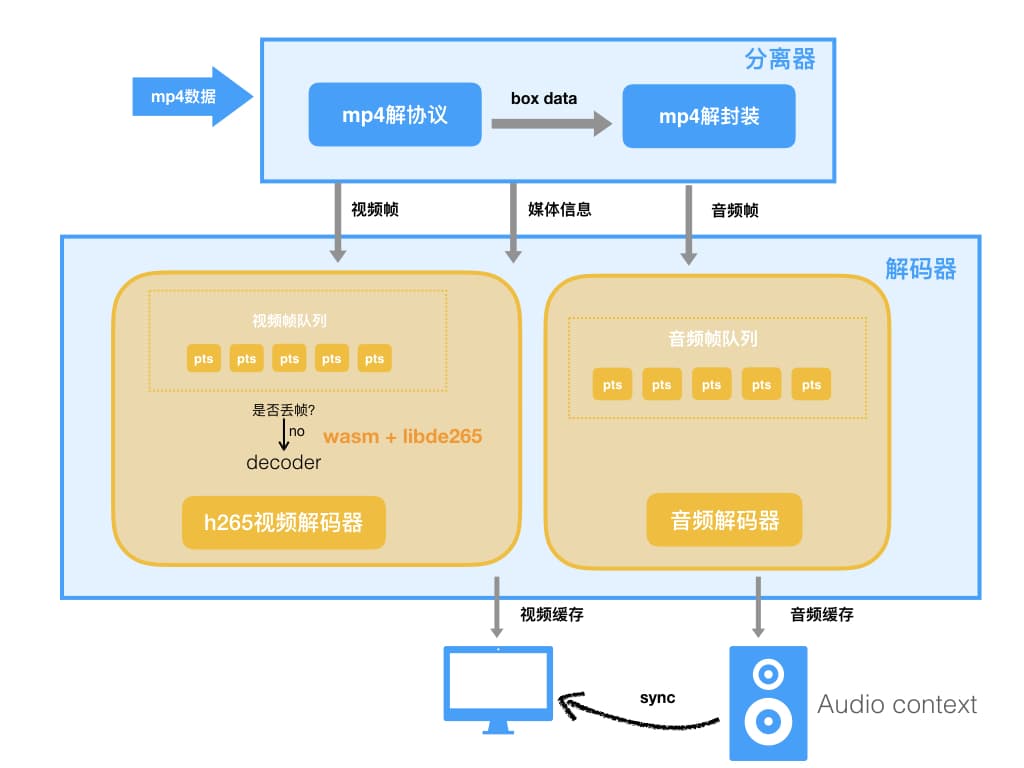 分离器
mp4数据
mp4解协议
box data
mp4解封装
视频帧
媒体信息
音频帧
解码器
视频帧队列
pts pts pts pts pts
是否丢帧?
no
wasm + libde265
decoder
h265视频解码器
音频帧队列
pts pts pts pts pts
音频解码器
视频缓存
音频缓存
sync
Audio context